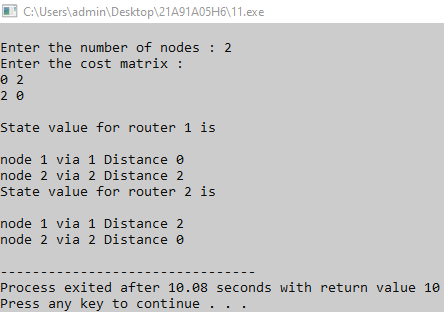 C:\Users\admin\Desktop\21A91A05H6\11.exe
Enter the number of nodes : 2
Enter the cost matrix :
0 2
2 0
State value for router 1 is
node 1 via 1 Distance 0
node 2 via 2 Distance 2
State value for router 2 is
node 1 via 1 Distance 2
node 2 via 2 Distance 0
--------------------------------
Process exited after 10.08 seconds with return value 10
Press any key to continue . . .